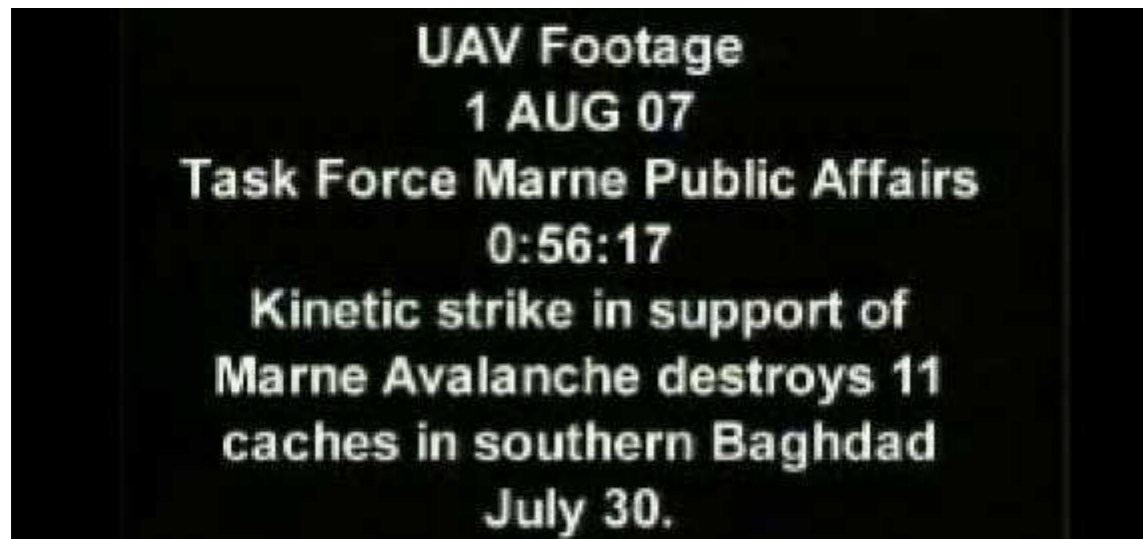 UAV Footage
1 AUG 07
Task Force Marne Public Affairs
0:56:17
Kinetic strike in support of
Marne Avalanche destroys 11
caches in southern Baghdad
July 30.